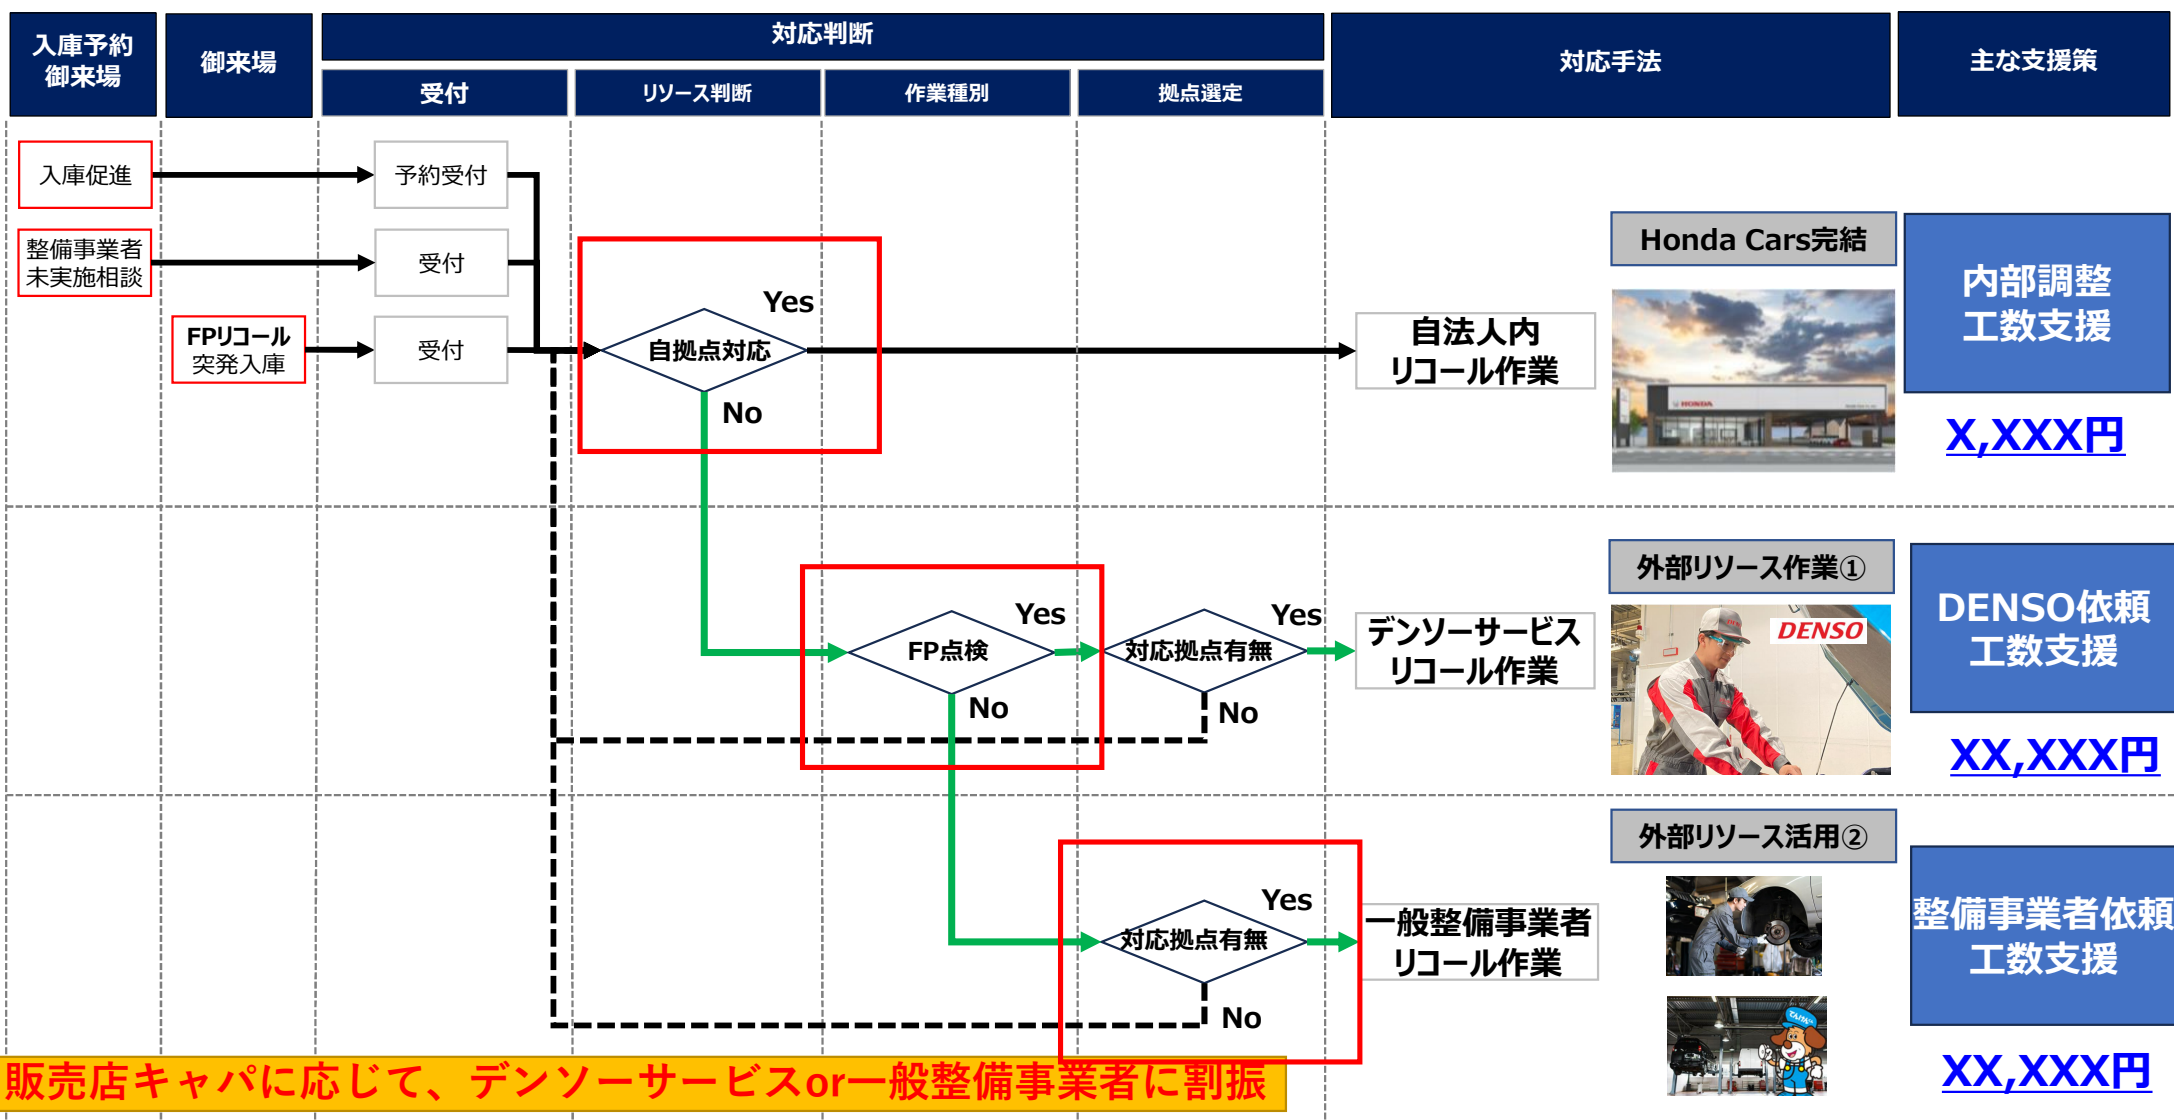 入庫予約
御来場
御来場
対応判断
受付
リソース判断
作業種別
拠点選定
対応手法
主な支援策
入庫促進
予約受付
整備事業者
未実施相談
受付
FPリコール
突発入庫
受付
自拠点対応
Yes
No
自法人内
リコール作業
Honda Cars完結
HONDA
内部調整
工数支援
X,XXX円
FP点検
Yes
No
対応拠点有無
Yes
No
デンソーサービス
リコール作業
外部リソース作業①
DENSO
DENSO依頼
工数支援
XX,XXX円
対応拠点有無
Yes
No
一般整備事業者
リコール作業
外部リソース活用②
てんけんくん
整備事業者依頼
工数支援
XX,XXX円
販売店キャパに応じて、デンソーサービスor一般整備事業者に割振